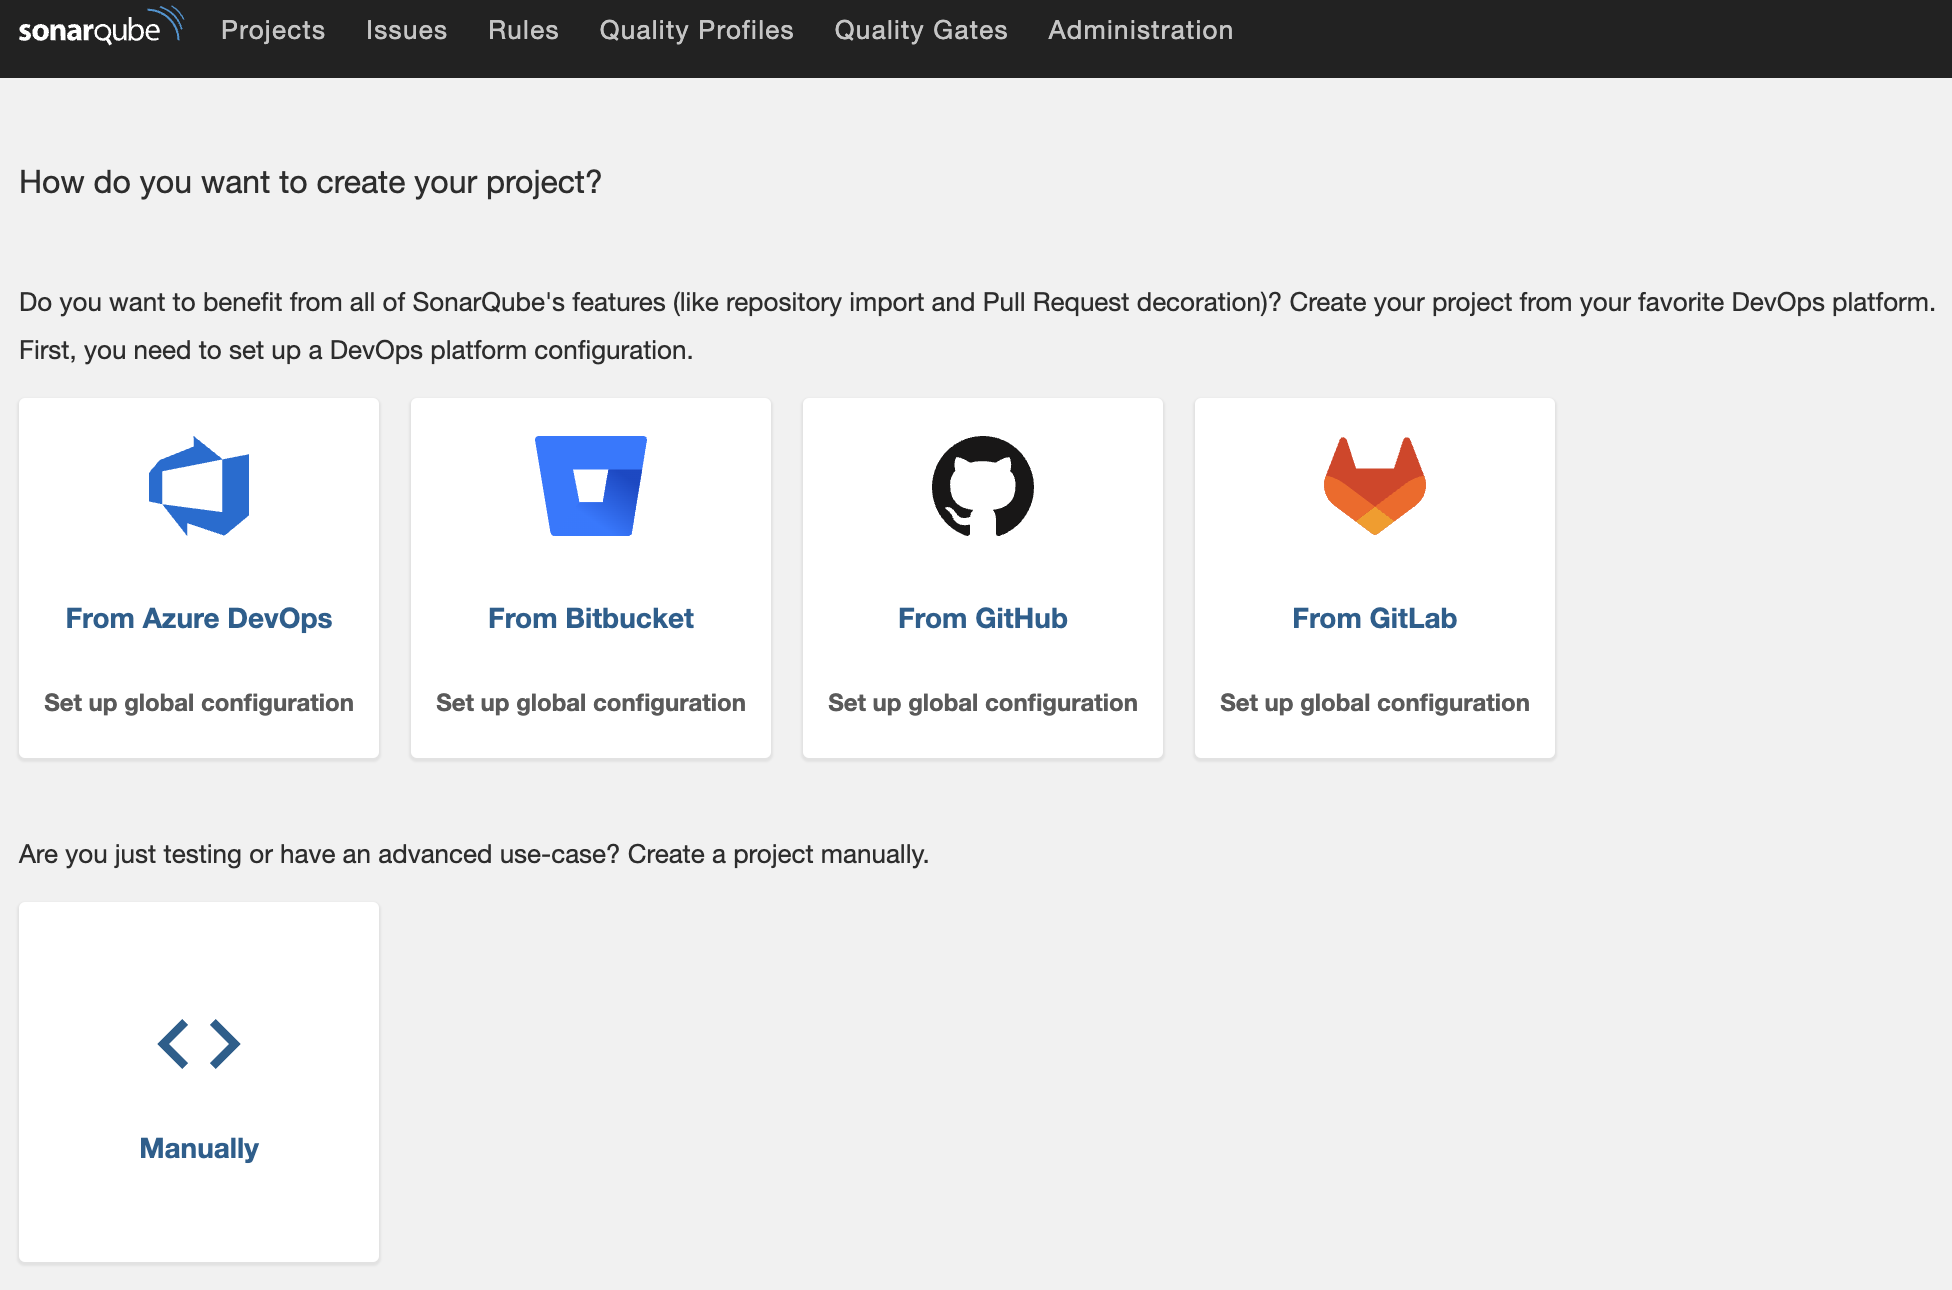 sonarqube Projects Issues Rules Quality Profiles Quality Gates Administration
How do you want to create your project?
Do you want to benefit from all of SonarQube's features (like repository import and Pull Request decoration)? Create your project from your favorite DevOps platform.
First, you need to set up a DevOps platform configuration.
From Azure DevOps From Bitbucket From GitHub From GitLab
Set up global configuration Set up global configuration Set up global configuration Set up global configuration
Are you just testing or have an advanced use-case? Create a project manually.
Manually